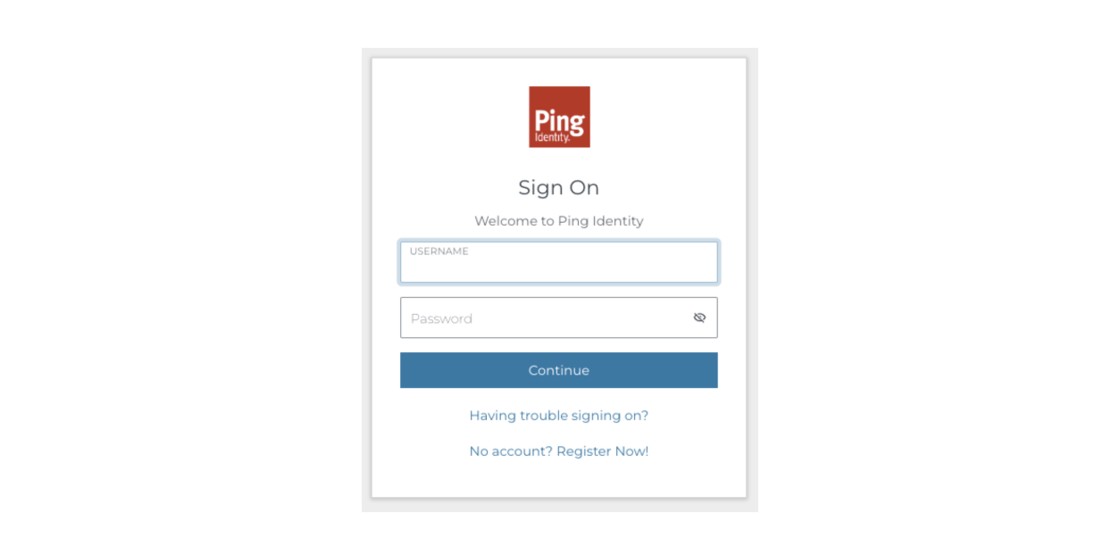 Ping
Identity.
Sign On
Welcome to Ping Identity
USERNAME
Password
Continue
Having trouble signing on?
No account? Register Now!